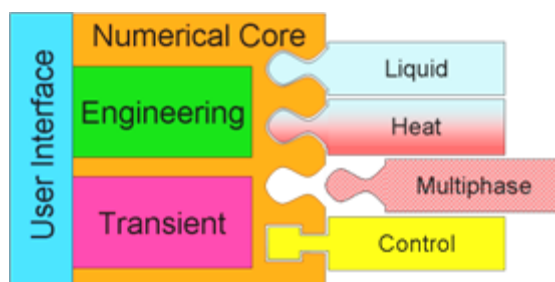 User Interface
Numerical Core
Engineering
Transient
Liquid
Heat
Multiphase
Control